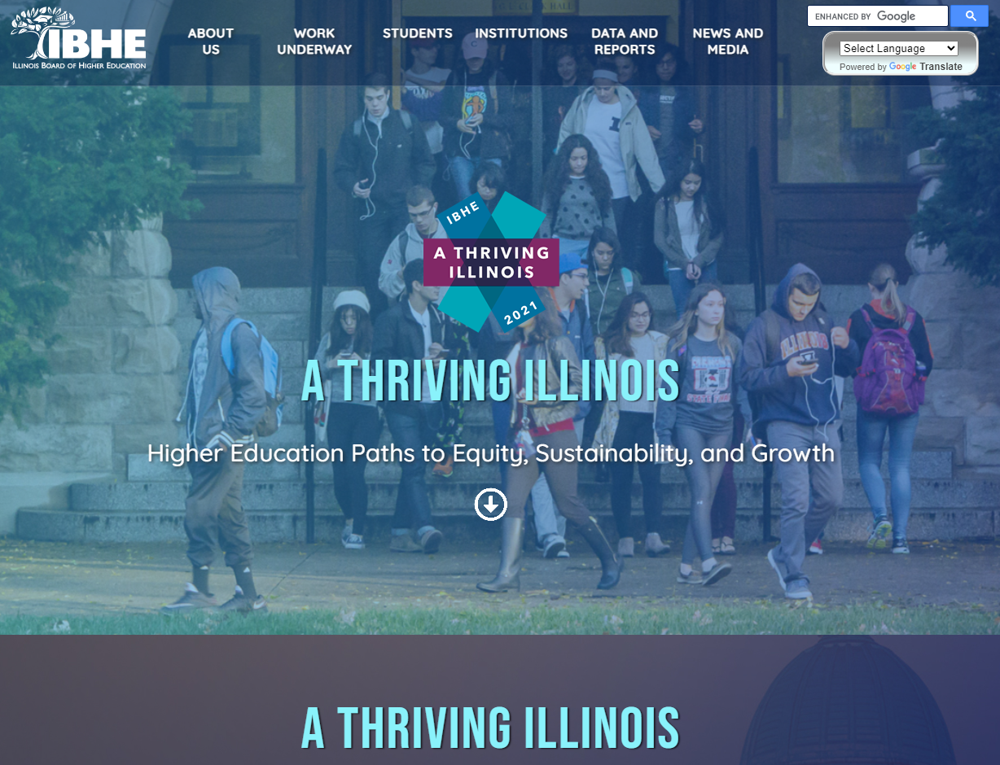 IBHE
ILLINOIS BOARD OF HIGHER EDUCATION
ABOUT
US
WORK
UNDERWAY
STUDENTS
INSTITUTIONS
DATA AND
REPORTS
NEWS AND
MEDIA
ENHANCED BY Google
Select Language
Powered by Google Translate
IBHE
A THRIVING
ILLINOIS
2021
A THRIVING ILLINOIS
Higher Education Paths to Equity, Sustainability, and Growth
ILLINOIS
A THRIVING ILLINOIS